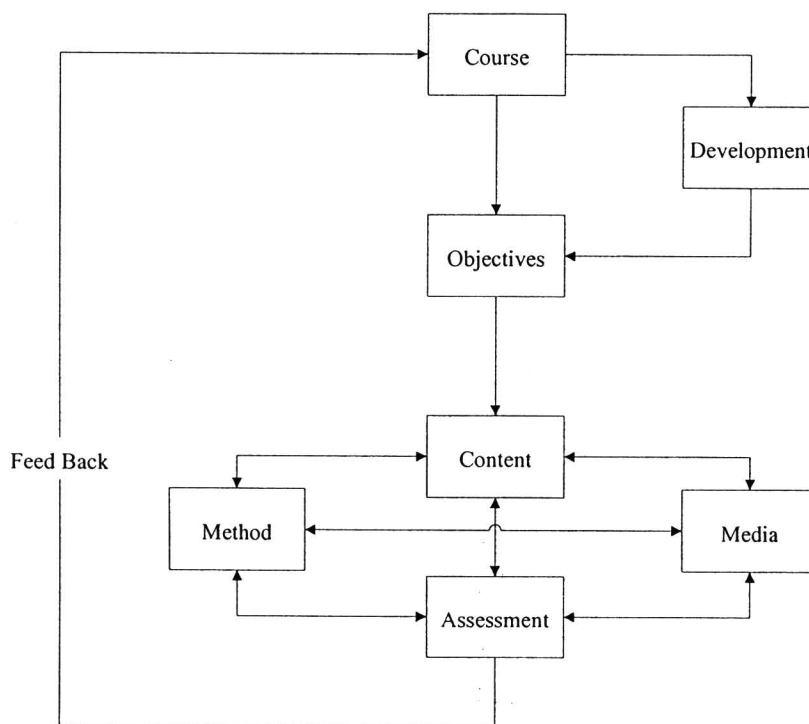 Course
Development
Objectives
Content
Feed Back
Method
Media
Assessment